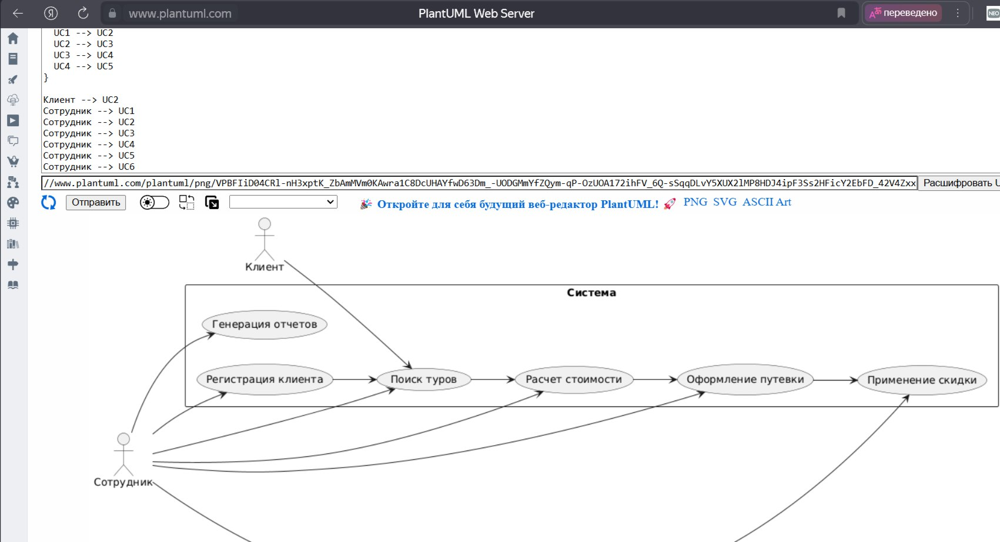 www.plantuml.com
PlantUML Web Server
переведено
NEO
UC1 --> UC2
UC2 --> UC3
UC3 --> UC4
UC4 --> UC5
}
Клиент --> UC2
Сотрудник --> UC1
Сотрудник --> UC2
Сотрудник --> UC3
Сотрудник --> UC4
Сотрудник --> UC5
Сотрудник --> UC6
//www.plantuml.com/plantuml/png/VPBFIiD04CRl-nH3xptK_ZbAmMVm0KAwra1C8DcUHAYfwD63Dm_-UODGMmYfZQym-qP-OzUOA172ihFV_6Q-sSqqDLvY5XUX2lMP8HDJ4ipF3Ss2HFicY2EbFD_42V4Zxx
Расшифровать U
Отправить
Откройте для себя будущий веб-редактор PlantUML!
PNG SVG ASCII Art
Клиент
Система
Генерация отчетов
Регистрация клиента
Поиск туров
Расчет стоимости
Оформление путевки
Применение скидки
Сотрудник